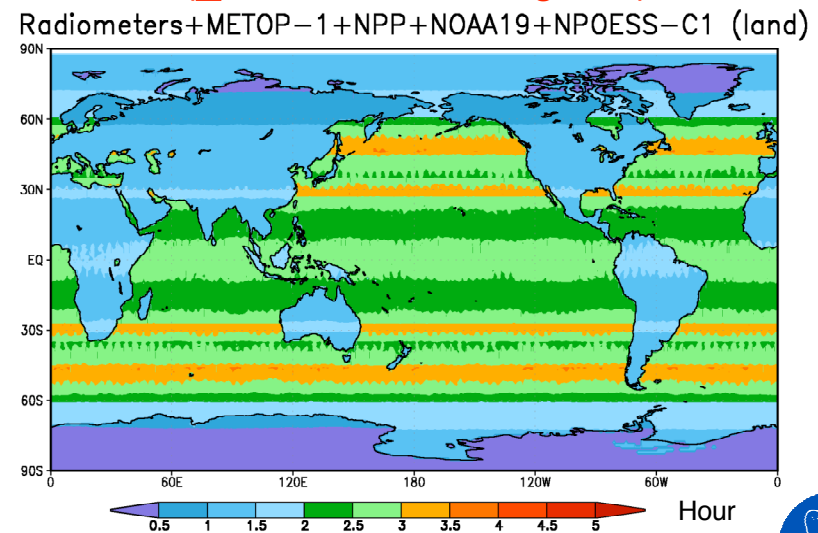 Radiometers+METOP-1+NPP+NOAA19+NPOESS-C1 (land)
90N
60N
30N
EQ
30S
60S
90S
0 60E 120E 180 120W 60W 0
0.5 1 1.5 2 2.5 3 3.5 4 4.5 5
Hour